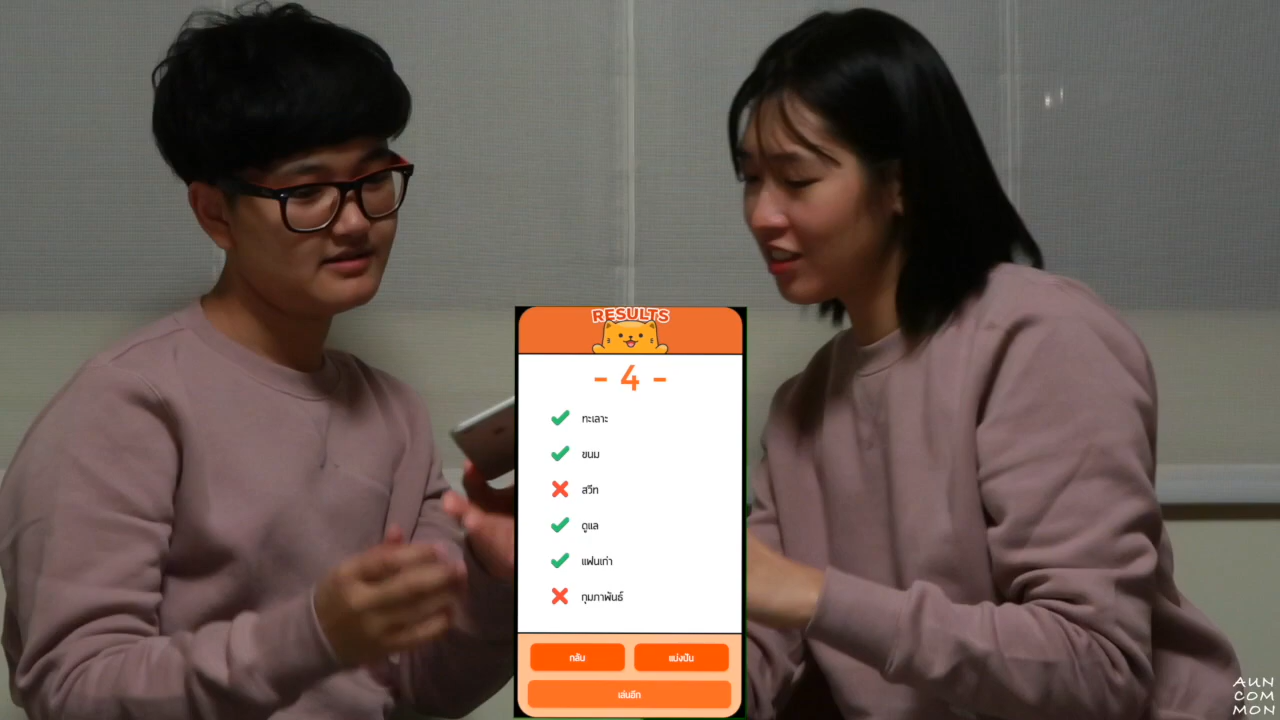 RESULTS
- 4 -
ทะเลาะ
ขนม
สวีท
ดูแล
แฟนเก่า
กุมภาพันธ์
กลับ
แบ่งปัน
เล่นอีก
AUN
COM
MON